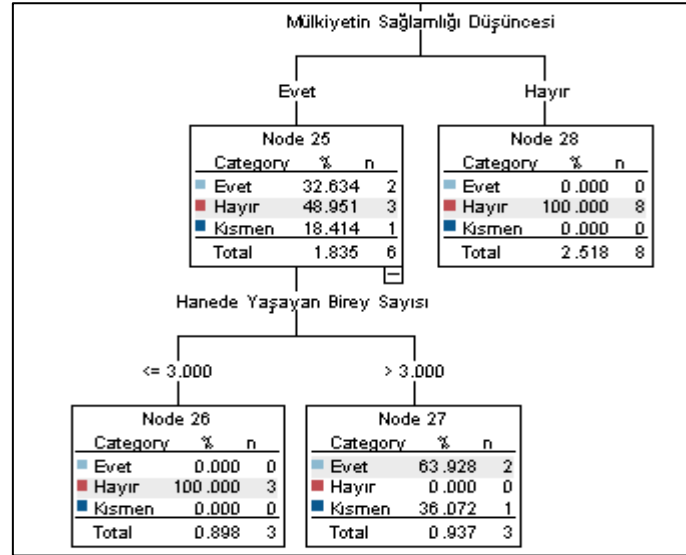 Mülkiyetin Sağlamlığı Düşüncesi
Evet
Hayır
Node 25
Category % n
Evet 32.634 2
Hayır 48.951 3
Kısmen 18.414 1
Total 1.835 6
Node 28
Category % n
Evet 0.000 0
Hayır 100.000 8
Kısmen 0.000 0
Total 2.518 8
Hanede Yaşayan Birey Sayısı
<= 3.000
> 3.000
Node 26
Category % n
Evet 0.000 0
Hayır 100.000 3
Kısmen 0.000 0
Total 0.898 3
Node 27
Category % n
Evet 63.928 2
Hayır 0.000 0
Kısmen 36.072 1
Total 0.937 3